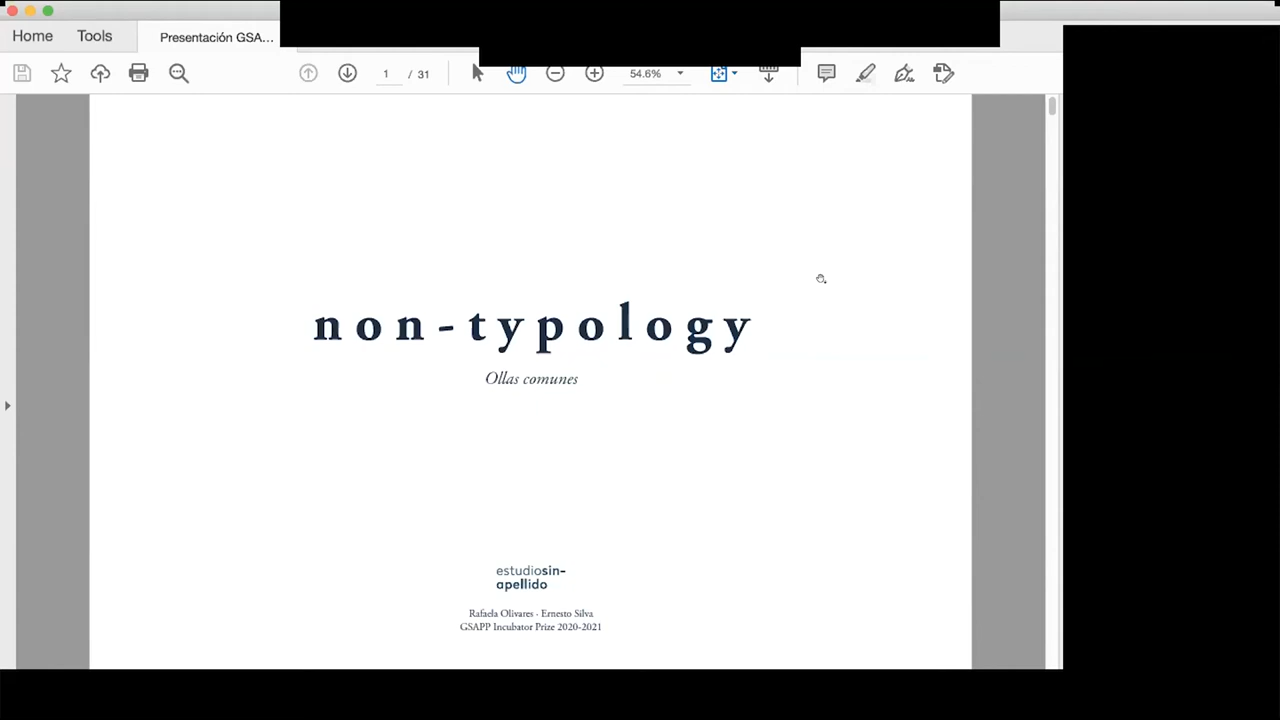 Home Tools Presentación GSA...
1 / 31 54.6%
non-typology
Ollas comunes
estudiosin-
apellido
Rafaela Olivares - Ernesto Silva
GSAPP Incubator Prize 2020-2021